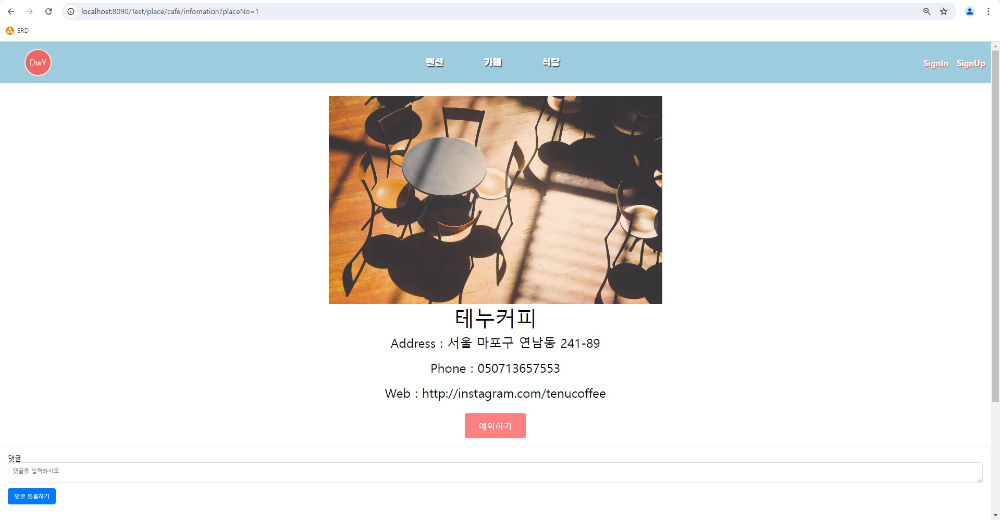 localhost:8090/Test/place/cafe/infomation?placeNo=1
ERD
DwY
펜션 카페 식당
SignIn SignUp
테누커피
Address : 서울 마포구 연남동 241-89
Phone : 050713657553
Web : http://instagram.com/tenucoffee
예약하기
댓글
댓글을 입력하시오
댓글 등록하기